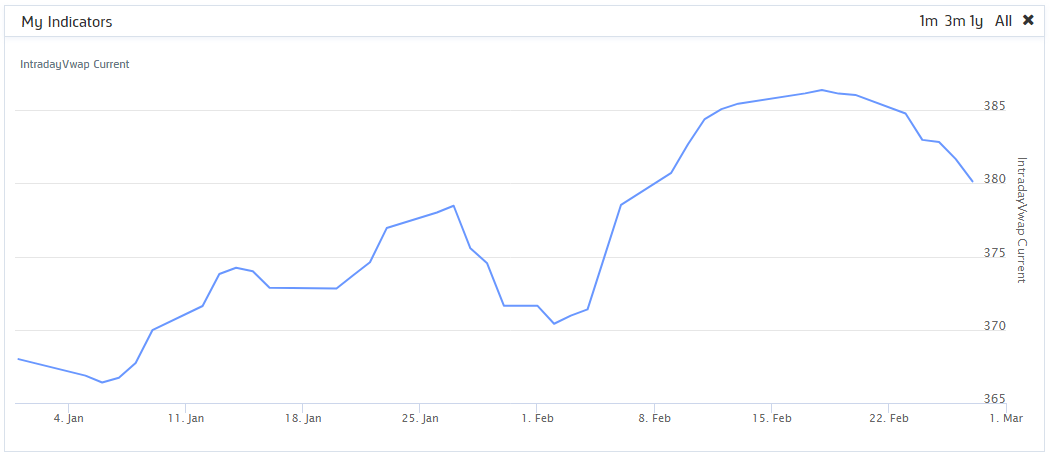 My Indicators
1m 3m 1y All ✖
IntradayVwap Current
385
380
375
370
365
IntradayVwap Current
4. Jan 11. Jan 18. Jan 25. Jan 1. Feb 8. Feb 15. Feb 22. Feb 1. Mar